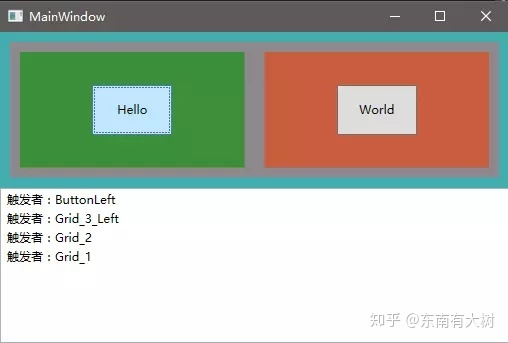 MainWindow
Hello
World
触发者：ButtonLeft
触发者：Grid_3_Left
触发者：Grid_2
触发者：Grid_1
知乎 @东南有大树